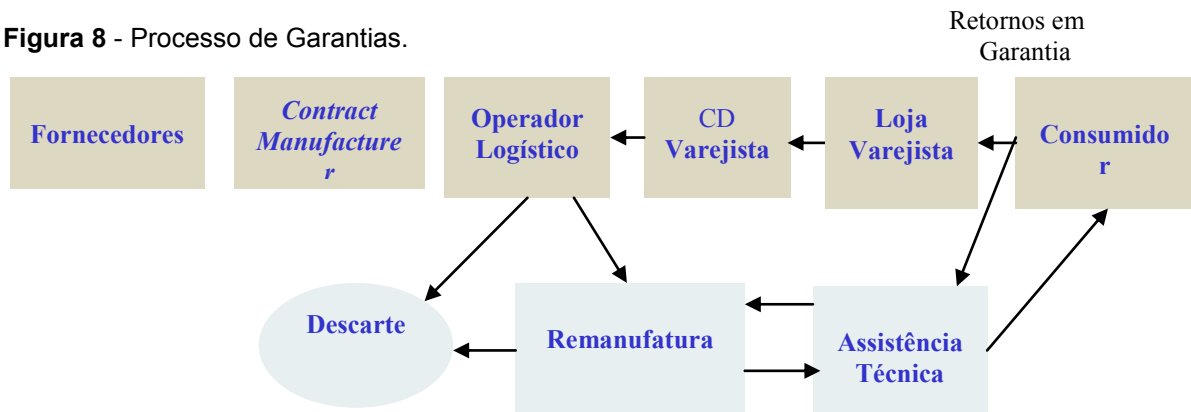 Retornos em
Garantia
Figura 8 - Processo de Garantias.
Fornecedores
Contract
Manufacture
r
Operador
Logístico
CD
Varejista
Loja
Varejista
Consumido
r
Descarte
Remanufatura
Assistência
Técnica